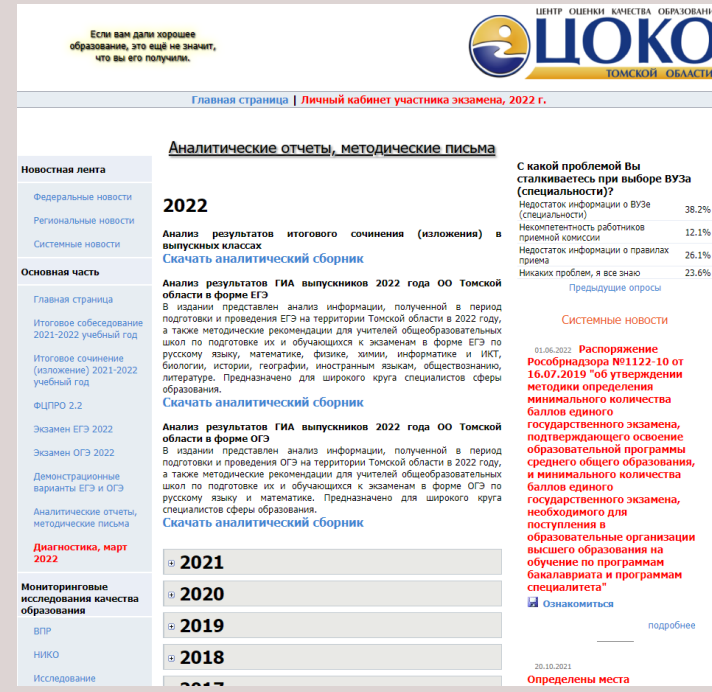 Если вам дали хорошее
образование, это ещё не значит,
что вы его получили.
ЦЕНТР ОЦЕНКИ КАЧЕСТВА ОБРАЗОВАНИ
ЦОКО
ТОМСКОЙ ОБЛАСТИ
Главная страница | Личный кабинет участника экзамена, 2022 г.
Новостная лента
Федеральные новости
Региональные новости
Системные новости
Основная часть
Главная страница
Итоговое собеседование
2021-2022 учебный год
Итоговое сочинение
(изложение) 2021-2022
учебный год
ФЦПРО 2.2
Экзамен ЕГЭ 2022
Экзамен ОГЭ 2022
Демонстрационные
варианты ЕГЭ и ОГЭ
Аналитические отчеты,
методические письма
Диагностика, март
2022
Мониторинговые
исследования качества
образования
ВПР
НИКО
Исследование
Аналитические отчеты, методические письма
2022
Анализ результатов итогового сочинения (изложения) в
выпускных классах
Скачать аналитический сборник
Анализ результатов ГИА выпускников 2022 года ОО Томской
области в форме ЕГЭ
В издании представлен анализ информации, полученной в период
подготовки и проведения ЕГЭ на территории Томской области в 2022 году,
а также методические рекомендации для учителей общеобразовательных
школ по подготовке их и обучающихся к экзаменам в форме ЕГЭ по
русскому языку, математике, физике, химии, информатике и ИКТ,
биологии, истории, географии, иностранным языкам, обществознанию,
литературе. Предназначено для широкого круга специалистов сферы
образования.
Скачать аналитический сборник
Анализ результатов ГИА выпускников 2022 года ОО Томской
области в форме ОГЭ
В издании представлен анализ информации, полученной в период
подготовки и проведения ОГЭ на территории Томской области в 2022 году,
а также методические рекомендации для учителей общеобразовательных
школ по подготовке их и обучающихся к экзаменам в форме ОГЭ по
русскому языку и математике. Предназначено для широкого круга
специалистов сферы образования.
Скачать аналитический сборник
2021
2020
2019
2018
2017
С какой проблемой Вы
сталкиваетесь при выборе ВУЗа
(специальности)?
Недостаток информации о ВУЗе
(специальности) 38.2%
Некомпетентность работников
приемной комиссии 12.1%
Недостаток информации о правилах
приема 26.1%
Никаких проблем, я все знаю 23.6%
Предыдущие опросы
Системные новости
01.06.2022 Распоряжение
Рособрнадзора №1122-10 от
16.07.2019 "об утверждении
методики определения
минимального количества
баллов единого
государственного экзамена,
подтверждающего освоение
образовательной программы
среднего общего образования,
и минимального количества
баллов единого
государственного экзамена,
необходимого для
поступления в
образовательные организации
высшего образования на
обучение по программам
бакалавриата и программам
специалитета"
Ознакомиться
подробнее
20.10.2021
Определены места